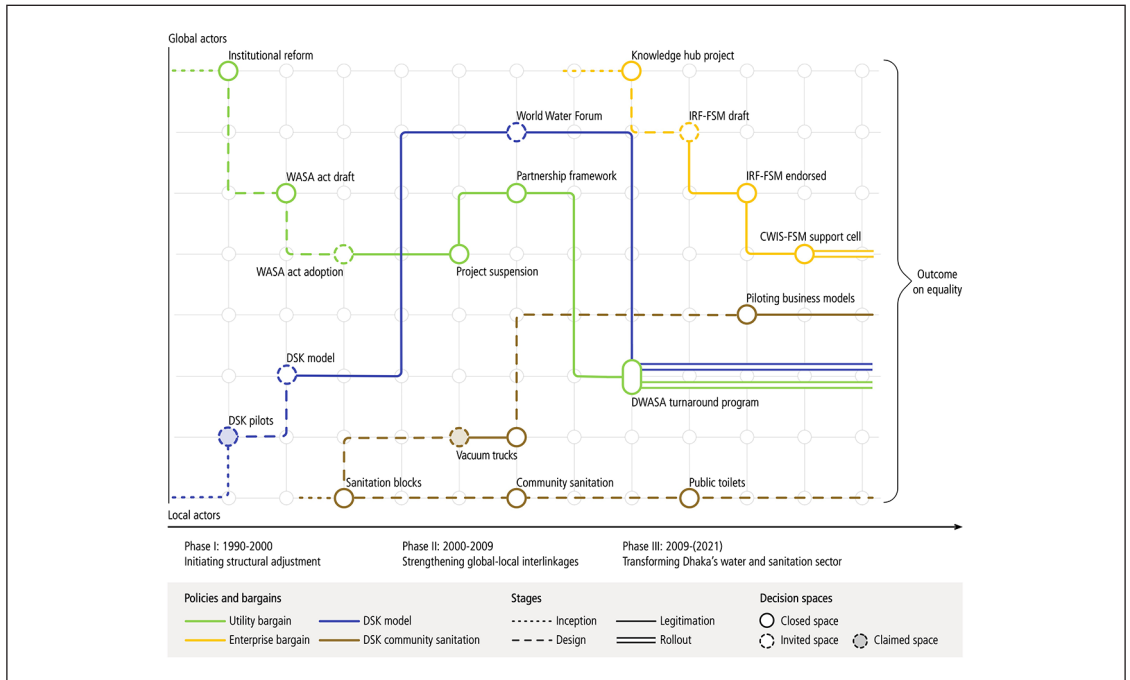 Global actors
Institutional reform
Knowledge hub project
World Water Forum
IRF-FSM draft
WASA act draft
Partnership framework
IRF-FSM endorsed
CWIS-FSM support cell
WASA act adoption
Project suspension
Outcome
on equality
Piloting business models
DSK model
DWASA turnaround program
DSK pilots
Vacuum trucks
Sanitation blocks
Community sanitation
Public toilets
Local actors
Phase I: 1990-2000
Initiating structural adjustment
Phase II: 2000-2009
Strengthening global-local interlinkages
Phase III: 2009-(2021)
Transforming Dhaka's water and sanitation sector
Policies and bargains
Utility bargain
DSK model
Enterprise bargain
DSK community sanitation
Stages
Inception
Legitimation
Design
Rollout
Decision spaces
Closed space
Invited space
Claimed space